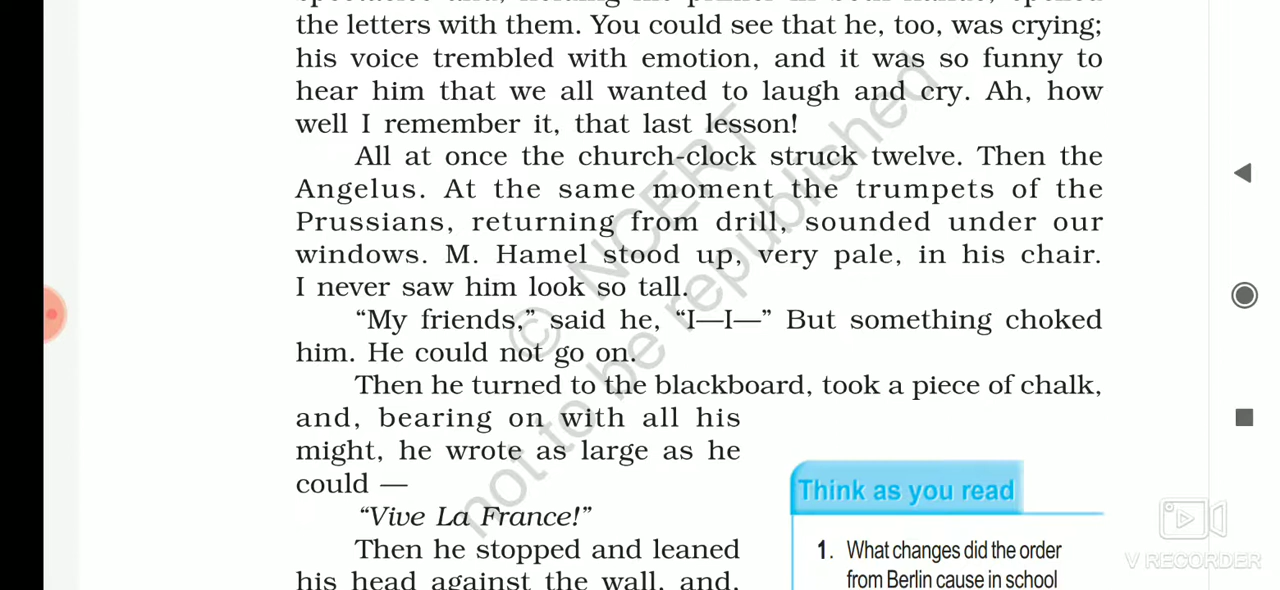 the letters with them. You could see that he, too, was crying;
his voice trembled with emotion, and it was so funny to
hear him that we all wanted to laugh and cry. Ah, how
well I remember it, that last lesson!
All at once the church-clock struck twelve. Then the
Angelus. At the same moment the trumpets of the
Prussians, returning from drill, sounded under our
windows. M. Hamel stood up, very pale, in his chair.
I never saw him look so tall.
“My friends,” said he, “I—I—” But something choked
him. He could not go on.
Then he turned to the blackboard, took a piece of chalk,
and, bearing on with all his
might, he wrote as large as he
could —
“Vive La France!”
Then he stopped and leaned
his head against the wall, and,
Think as you read
1. What changes did the order
from Berlin cause in school
© NCERT
not to be republished
V RECORDER